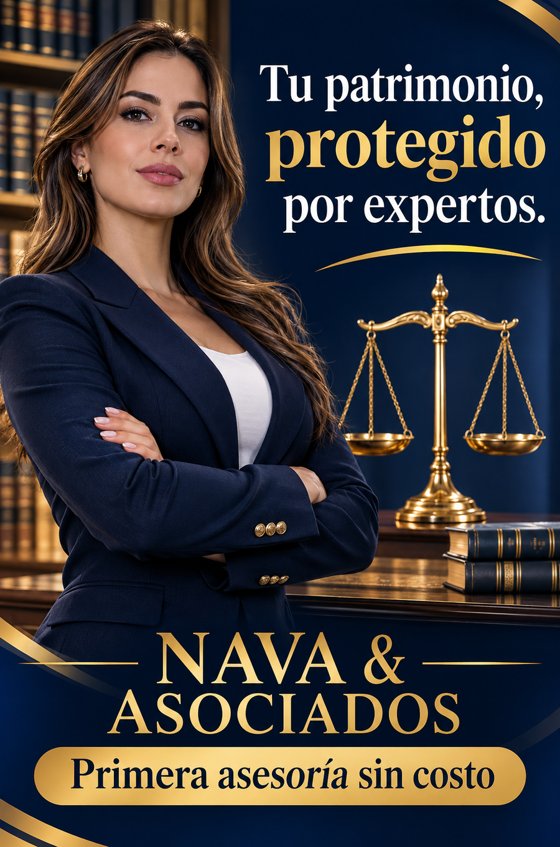 Tu patrimonio,
protegido
por expertos.
NAVA &
ASOCIADOS
Primera asesoría sin costo